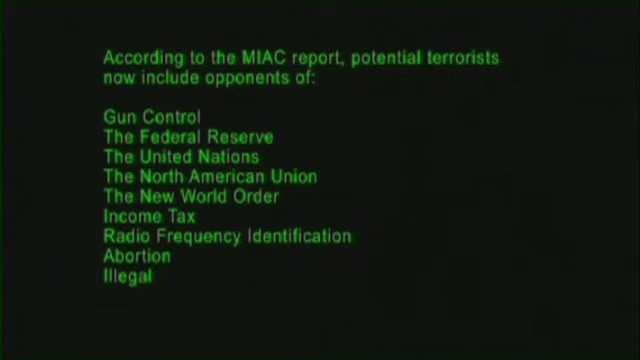 According to the MIAC report, potential terrorists
now include opponents of:
Gun Control
The Federal Reserve
The United Nations
The North American Union
The New World Order
Income Tax
Radio Frequency Identification
Abortion
Illegal